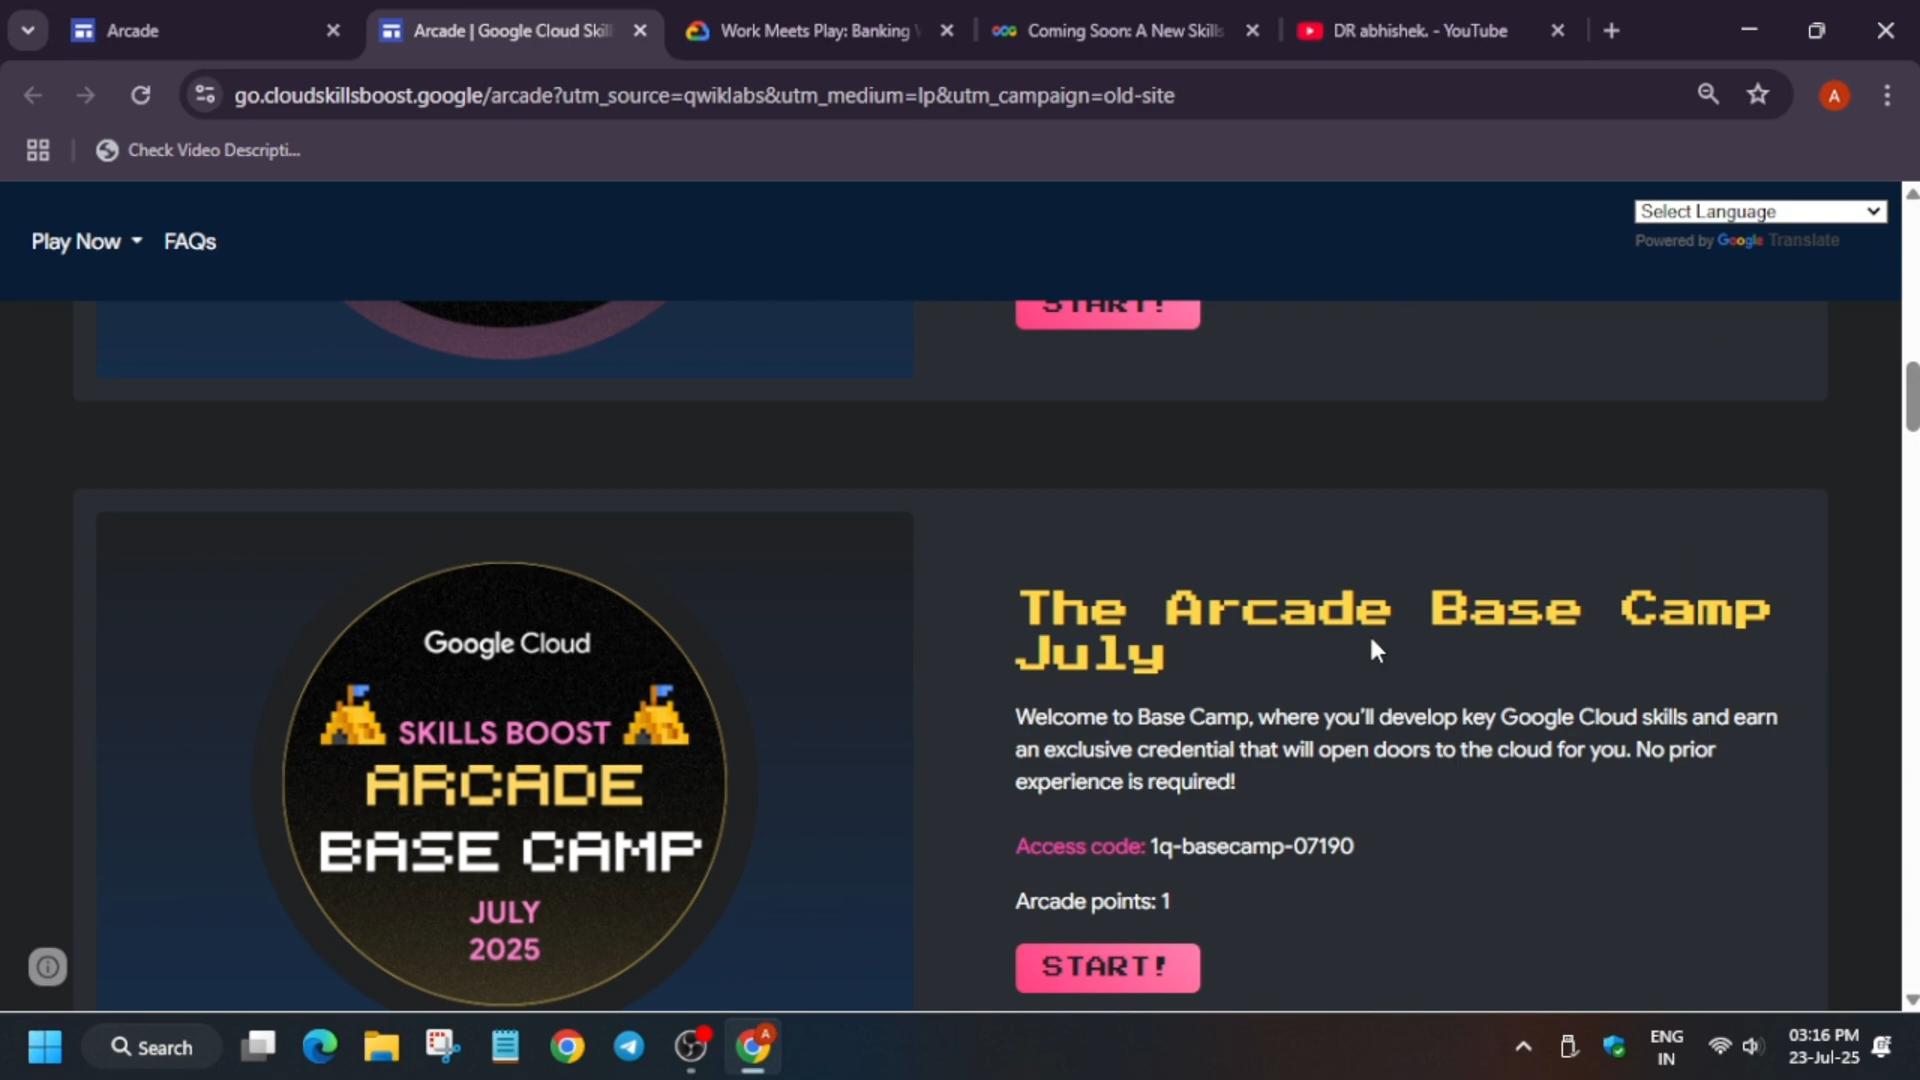 Arcade
Arcade | Google Cloud Skill
Work Meets Play: Banking
Coming Soon: A New Skills
DR abhishek. - YouTube
go.cloudskillsboost.google/arcade?utm_source=qwiklabs&utm_medium=lp&utm_campaign=old-site
A
Check Video Descripti...
Play Now
FAQs
Select Language
Powered by Google Translate
START!
The Arcade Base Camp
July
Welcome to Base Camp, where you'll develop key Google Cloud skills and earn
an exclusive credential that will open doors to the cloud for you. No prior
experience is required!
Access code: 1q-basecamp-07190
Arcade points: 1
START!
Google Cloud
SKILLS BOOST
ARCADE
BASE CAMP
JULY
2025
Search
A
ENG
IN
03:16 PM
23-Jul-25